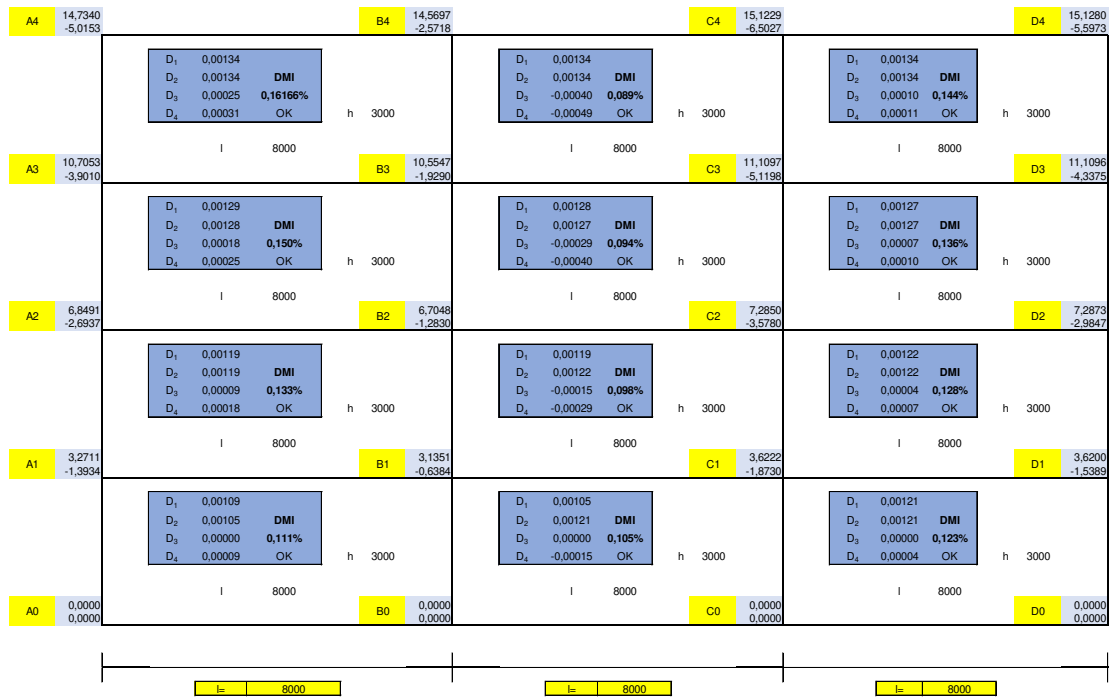 A4 14,7340 B4 14,5697 C4 15,1229 D4 15,1280
-5,0153 -2,5718 -6,5027 -5,5973
D₁ 0,00134 D₁ 0,00134 D₁ 0,00134
D₂ 0,00134 DMI D₂ 0,00134 DMI D₂ 0,00134 DMI
D₃ 0,00025 0,16166% D₃ -0,00040 0,089% D₃ 0,00010 0,144%
D₄ 0,00031 OK h 3000 D₄ -0,00049 OK h 3000 D₄ 0,00011 OK h 3000
l 8000 l 8000 l 8000
A3 10,7053 B3 10,5547 C3 11,1097 D3 11,1096
-3,9010 -1,9290 -5,1198 -4,3375
D₁ 0,00129 D₁ 0,00128 D₁ 0,00127
D₂ 0,00128 DMI D₂ 0,00127 DMI D₂ 0,00127 DMI
D₃ 0,00018 0,150% D₃ -0,00029 0,094% D₃ 0,00007 0,136%
D₄ 0,00025 OK h 3000 D₄ -0,00040 OK h 3000 D₄ 0,00010 OK h 3000
l 8000 l 8000 l 8000
A2 6,8491 B2 6,7048 C2 7,2850 D2 7,2873
-2,6937 -1,2830 -3,5780 -2,9847
D₁ 0,00119 D₁ 0,00119 D₁ 0,00122
D₂ 0,00119 DMI D₂ 0,00122 DMI D₂ 0,00122 DMI
D₃ 0,00009 0,133% D₃ -0,00015 0,098% D₃ 0,00004 0,128%
D₄ 0,00018 OK h 3000 D₄ -0,00029 OK h 3000 D₄ 0,00007 OK h 3000
l 8000 l 8000 l 8000
A1 3,2711 B1 3,1351 C1 3,6222 D1 3,6200
-1,3934 -0,6384 -1,8730 -1,5389
D₁ 0,00109 D₁ 0,00105 D₁ 0,00121
D₂ 0,00105 DMI D₂ 0,00121 DMI D₂ 0,00121 DMI
D₃ 0,00000 0,111% D₃ 0,00000 0,105% D₃ 0,00000 0,123%
D₄ 0,00009 OK h 3000 D₄ -0,00015 OK h 3000 D₄ 0,00004 OK h 3000
l 8000 l 8000 l 8000
A0 0,0000 B0 0,0000 C0 0,0000 D0 0,0000
0,0000 0,0000 0,0000 0,0000
l= 8000 l= 8000 l= 8000